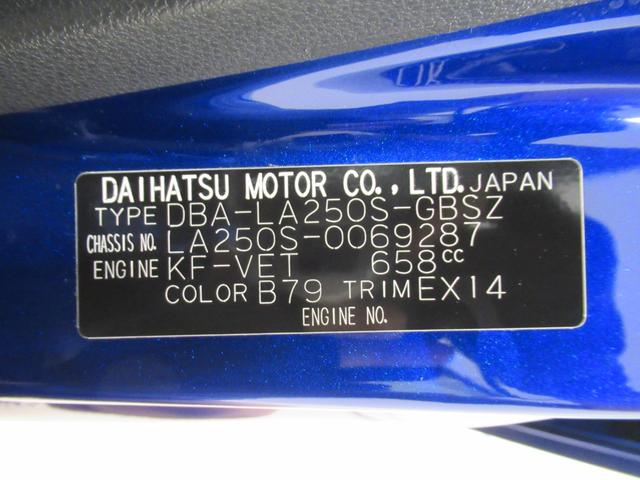 DAIHATSU MOTOR CO., LTD. JAPAN
TYPE DBA-LA250S-GBSZ
CHASSIS NO. LA250S-0069287
ENGINE KF-VET 658cc
COLOR B79 TRIM EX14
ENGINE NO.